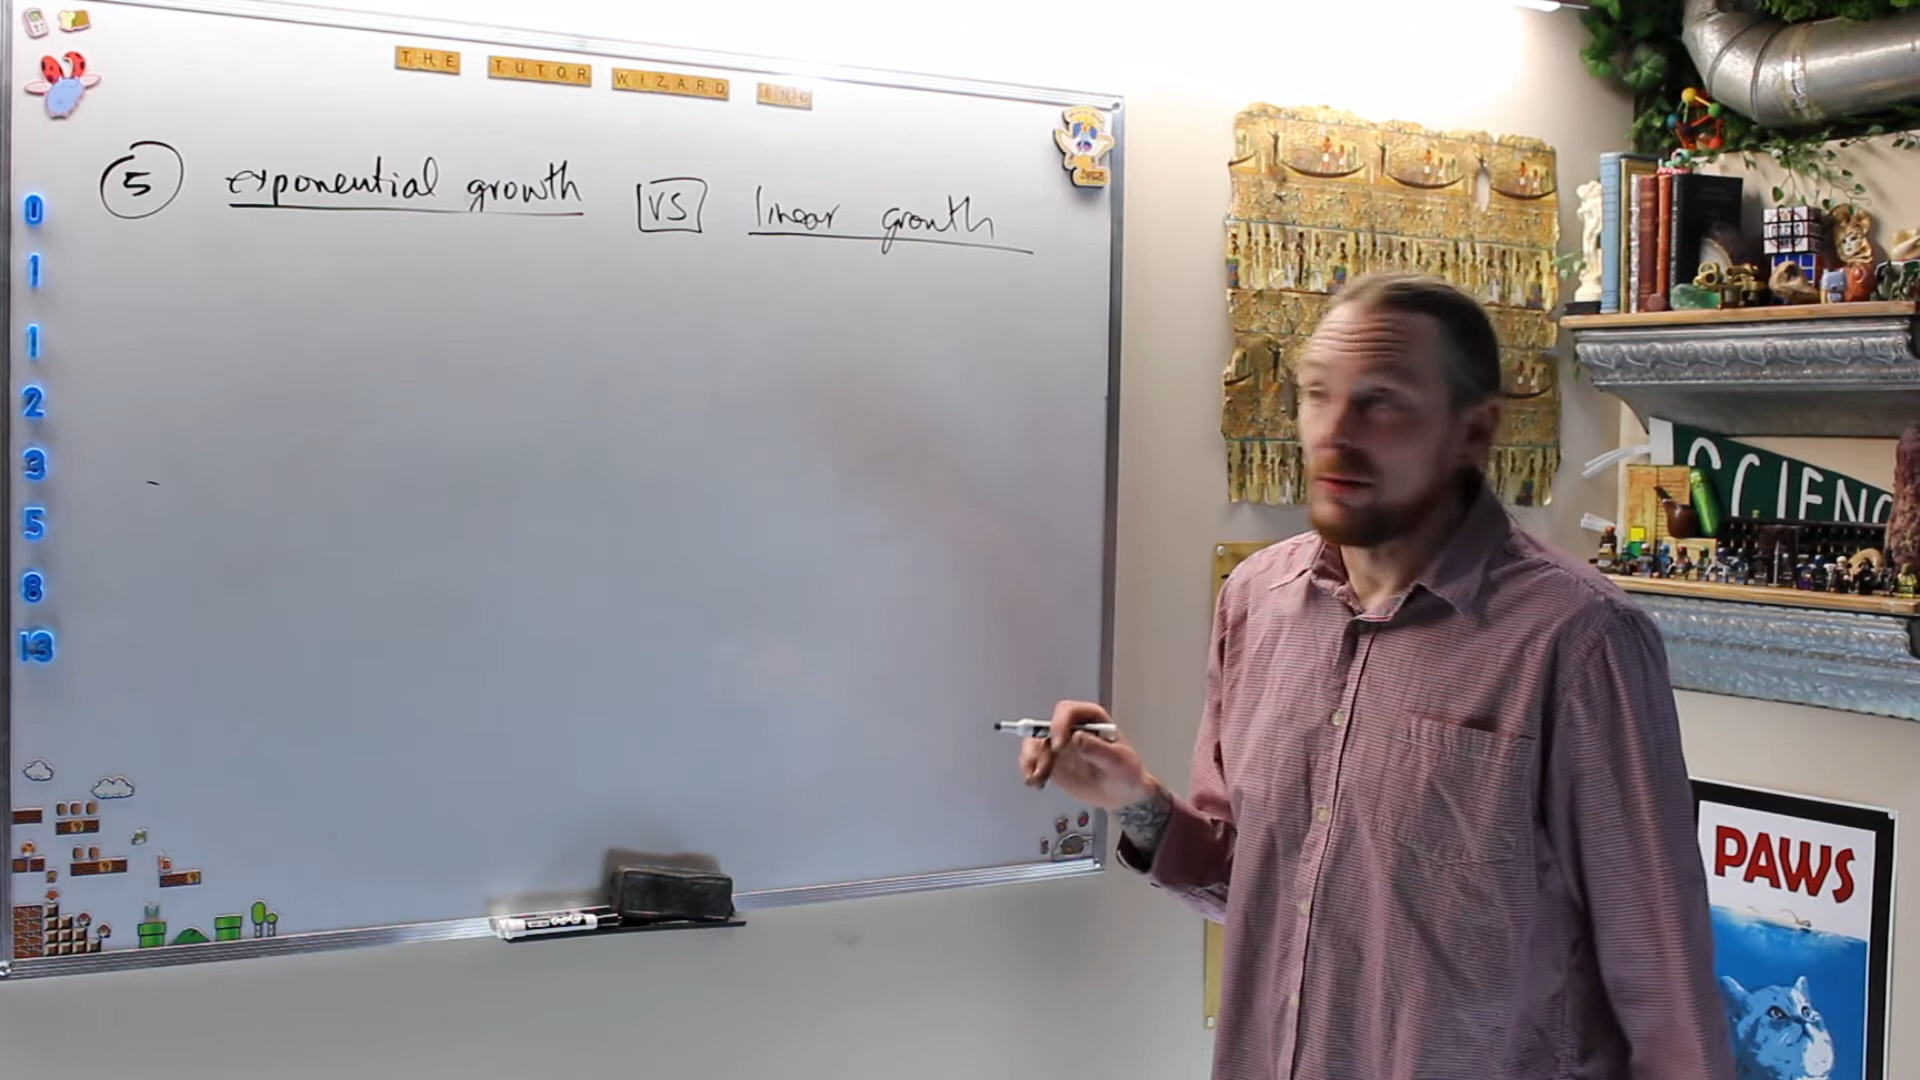 THE TUTOR WIZARD INC
5 exponential growth VS linear growth
0
1
1
2
3
5
8
13
SCIENC
PAWS